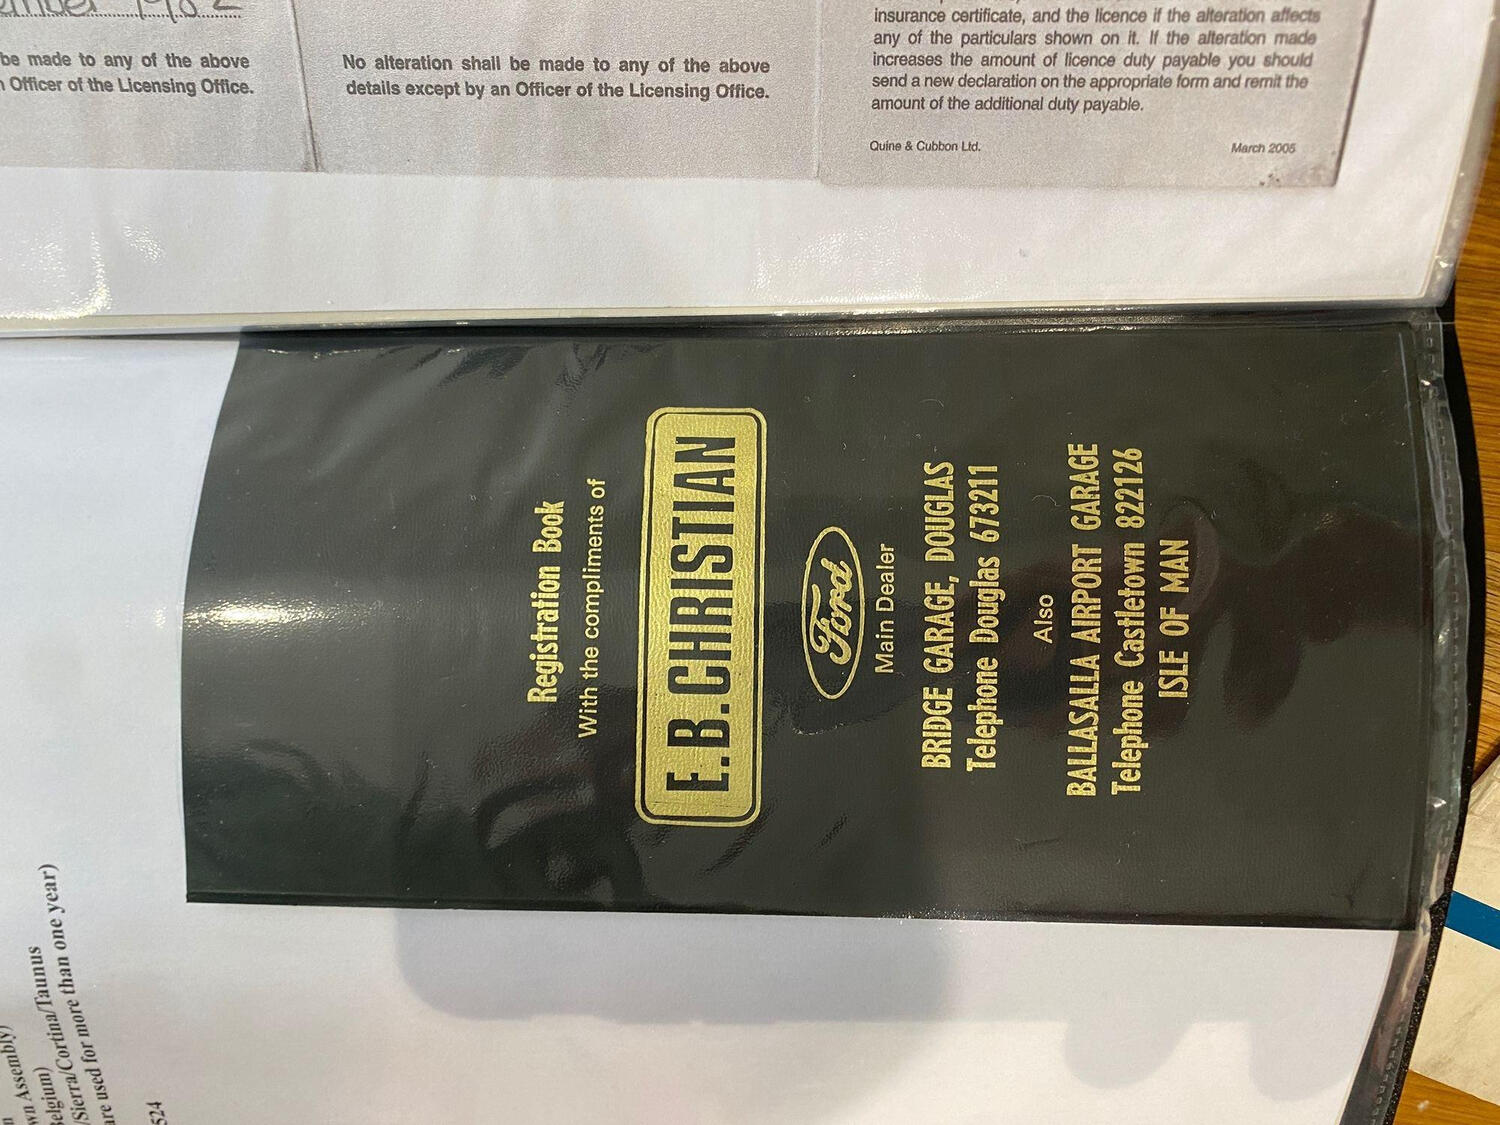 be made to any of the above
Officer of the Licensing Office.
No alteration shall be made to any of the above
details except by an Officer of the Licensing Office.
insurance certificate, and the licence if the alteration affects
any of the particulars shown on it. If the alteration made
increases the amount of licence duty payable you should
send a new declaration on the appropriate form and remit the
amount of the additional duty payable.
Quine & Cubbon Ltd.
March 2005
Registration Book
With the compliments of
E. B. CHRISTIAN
Ford
Main Dealer
BRIDGE GARAGE, DOUGLAS
Telephone Douglas 673211
Also
BALLASALLA AIRPORT GARAGE
Telephone Castletown 822126
ISLE OF MAN
Assembly)
/Sierra/Cortina/Taunus
are used for more than one year)
524